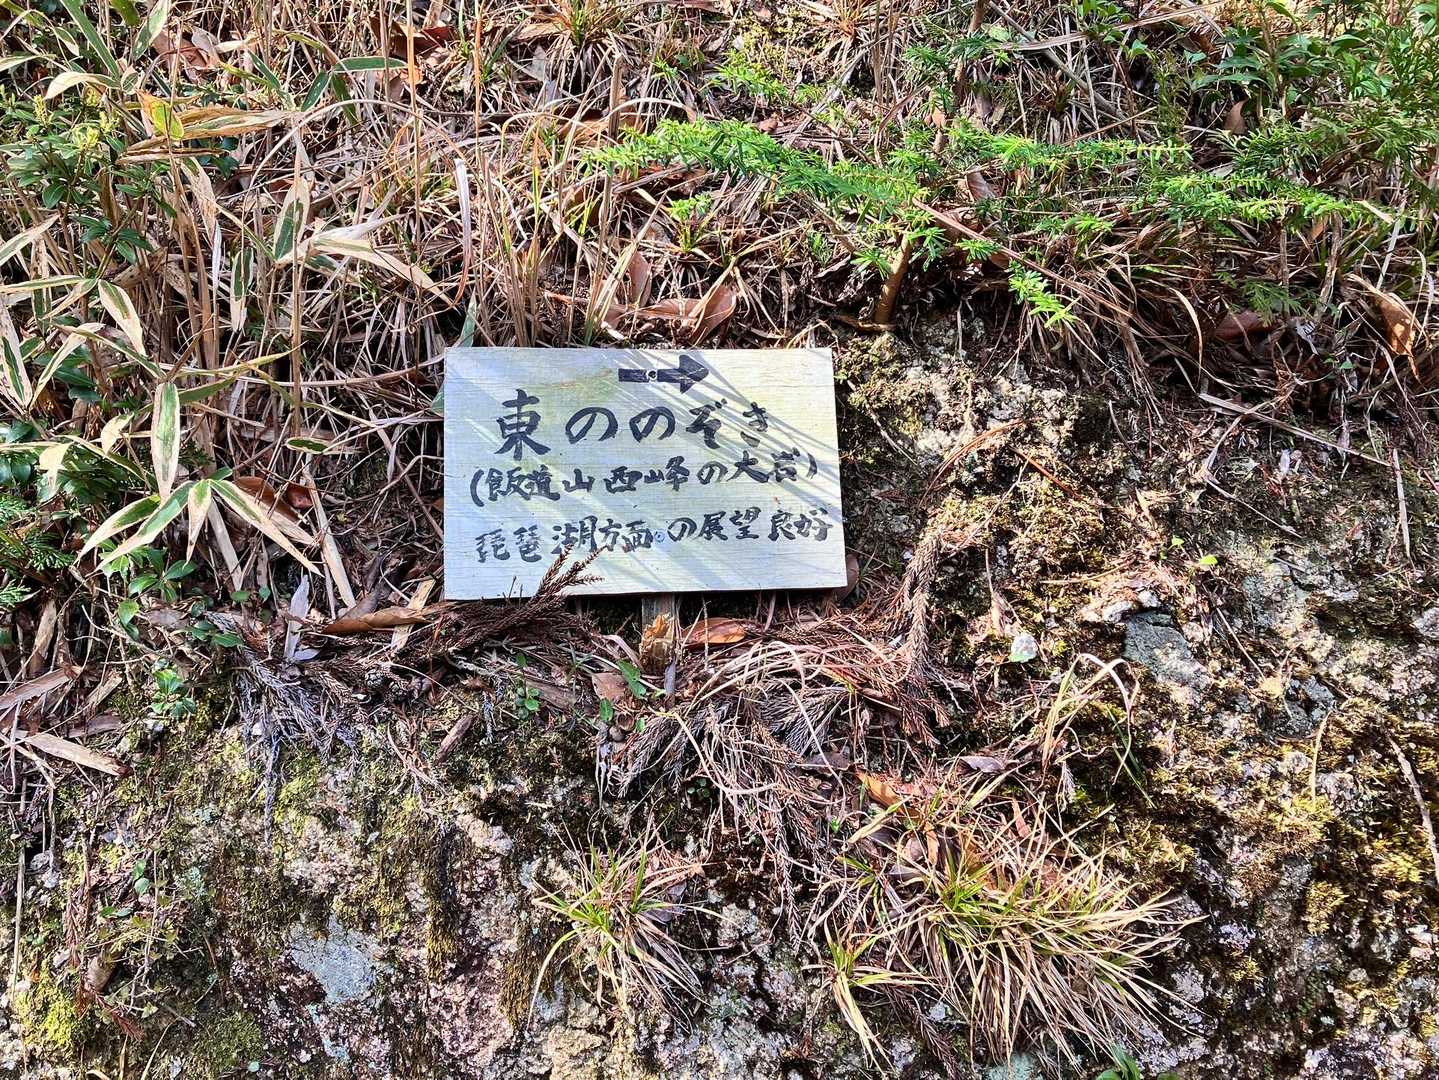 →
東ののぞき
(飯道山西峰の大岩)
琵琶湖方面の展望良好